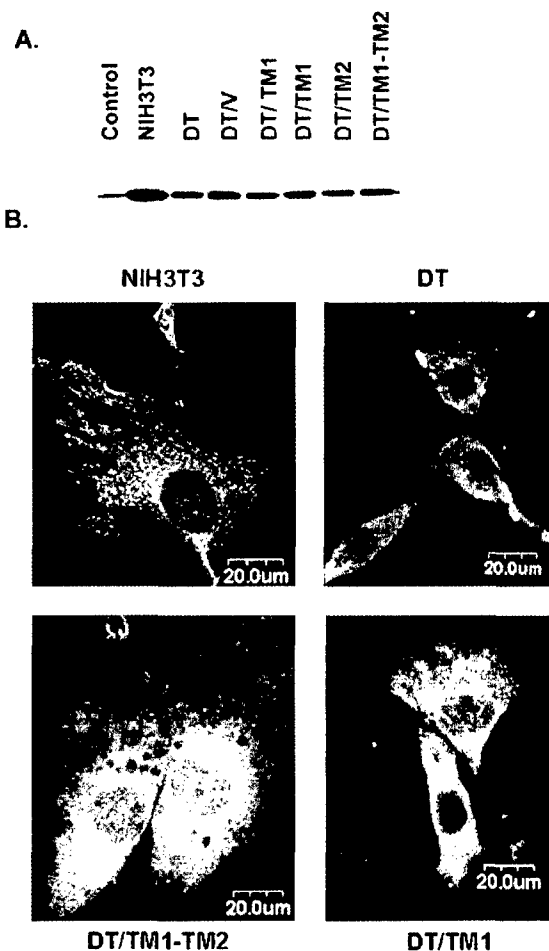 A.
Control
NIH3T3
DT
DT/V
DT/ TM1
DT/TM1
DT/TM2
DT/TM1-TM2
B.
NIH3T3
DT
20.0um
20.0um
20.0um
20.0um
DT/TM1-TM2
DT/TM1